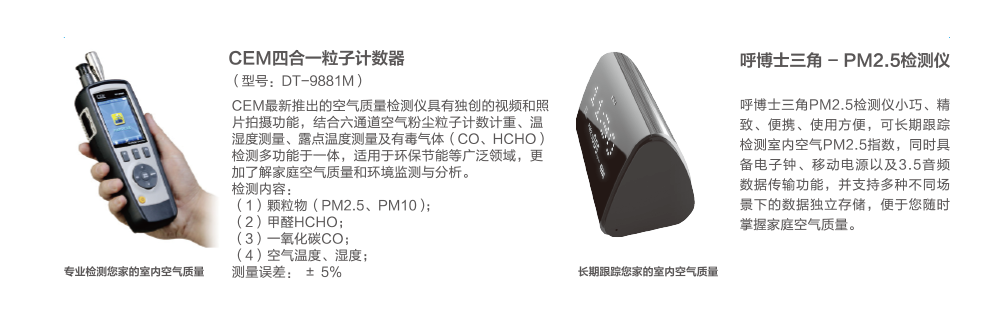 CEM四合一粒子计数器
（型号：DT-9881M）
CEM最新推出的空气质量检测仪具有独创的视频和照
片拍摄功能，结合六通道空气粉尘粒子计数计重、温
湿度测量、露点温度测量及有毒气体（CO、HCHO）
检测多功能于一体，适用于环保节能等广泛领域，更
加了解家庭空气质量和环境监测与分析。
检测内容：
（1）颗粒物（PM2.5、PM10）；
（2）甲醛HCHO；
（3）一氧化碳CO；
（4）空气温度、湿度；
测量误差： ± 5%
专业检测您家的室内空气质量
呼博士三角 - PM2.5检测仪
呼博士三角PM2.5检测仪小巧、精
致、便携、使用方便，可长期跟踪
检测室内空气PM2.5指数，同时具
备电子钟、移动电源以及3.5音频
数据传输功能，并支持多种不同场
景下的数据独立存储，便于您随时
掌握家庭空气质量。
长期跟踪您家的室内空气质量